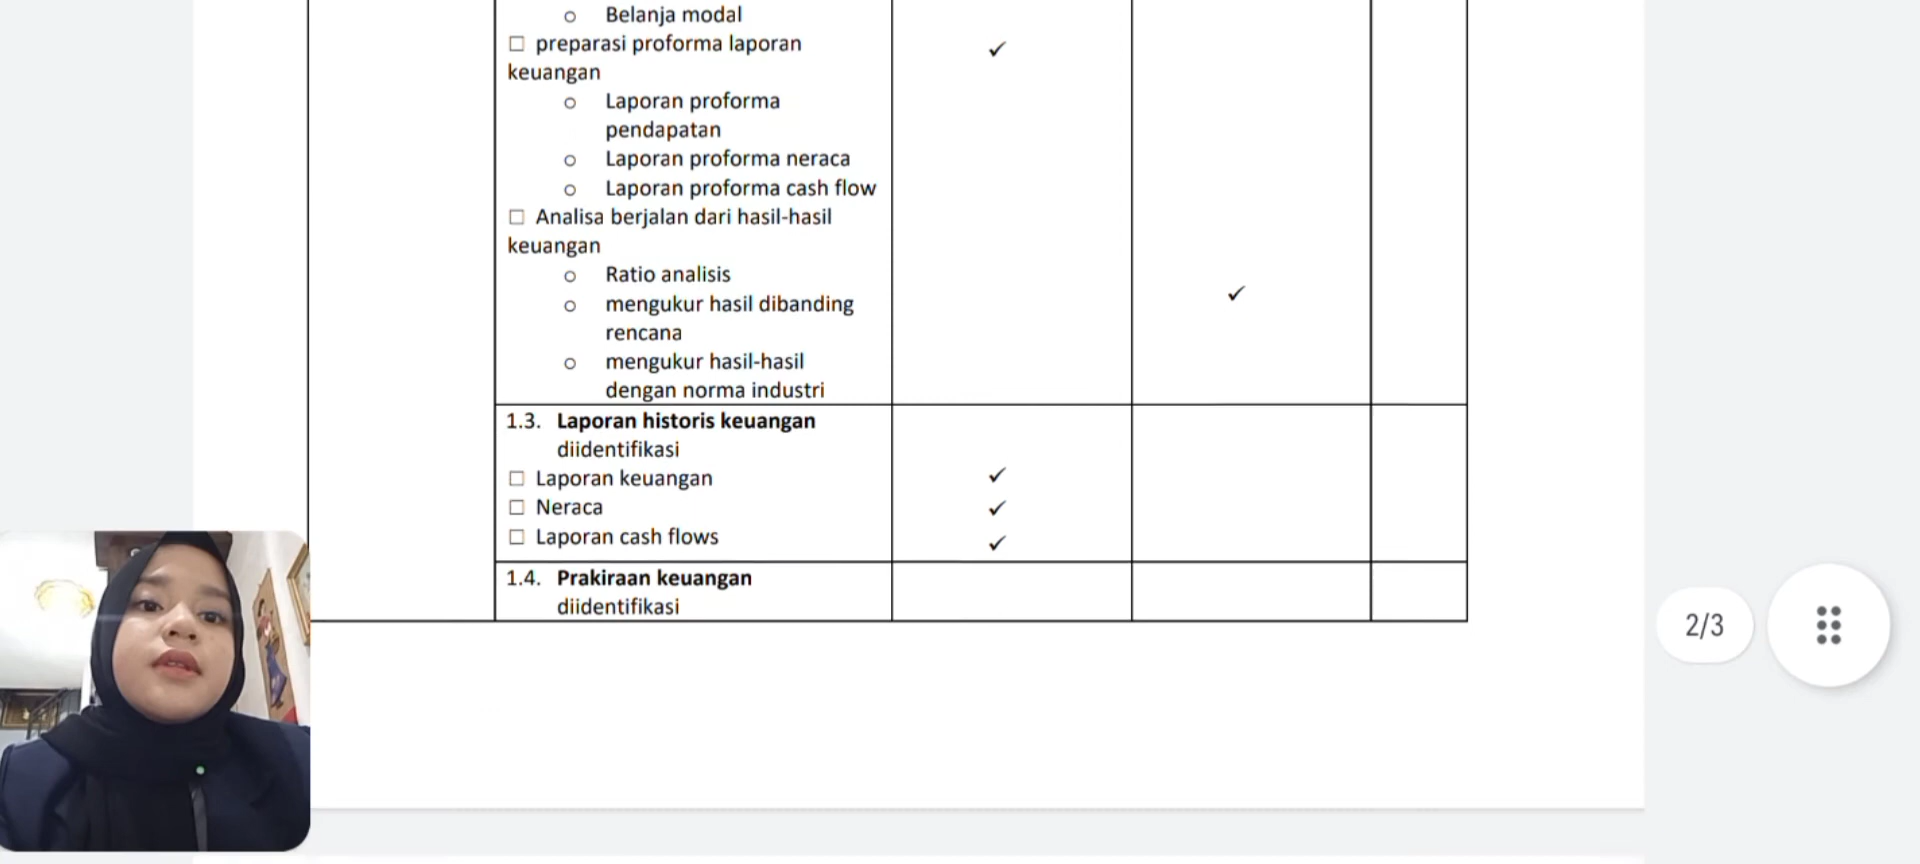 ○ Belanja modal
□ preparasi proforma laporan ✓
keuangan
○ Laporan proforma
pendapatan
○ Laporan proforma neraca
○ Laporan proforma cash flow
□ Analisa berjalan dari hasil-hasil
keuangan
○ Ratio analisis
○ mengukur hasil dibanding ✓
rencana
○ mengukur hasil-hasil
dengan norma industri
1.3. Laporan historis keuangan
diidentifikasi
□ Laporan keuangan ✓
□ Neraca ✓
□ Laporan cash flows ✓
1.4. Prakiraan keuangan
diidentifikasi
2/3